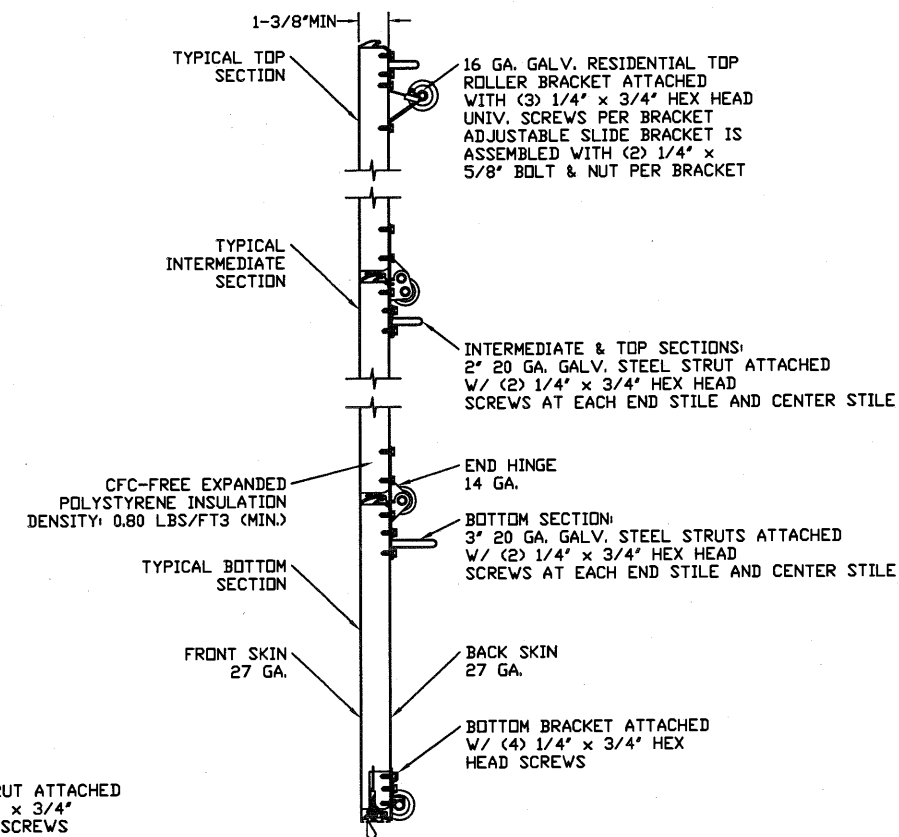 1-3/8"MIN
TYPICAL TOP
SECTION
16 GA. GALV. RESIDENTIAL TOP
ROLLER BRACKET ATTACHED
WITH (3) 1/4" x 3/4" HEX HEAD
UNIV. SCREWS PER BRACKET
ADJUSTABLE SLIDE BRACKET IS
ASSEMBLED WITH (2) 1/4" x
5/8" BOLT & NUT PER BRACKET
TYPICAL
INTERMEDIATE
SECTION
INTERMEDIATE & TOP SECTIONS:
2" 20 GA. GALV. STEEL STRUT ATTACHED
W/ (2) 1/4" x 3/4" HEX HEAD
SCREWS AT EACH END STILE AND CENTER STILE
CFC-FREE EXPANDED
POLYSTYRENE INSULATION
DENSITY: 0.80 LBS/FT3 (MIN.)
END HINGE
14 GA.
BOTTOM SECTION:
3" 20 GA. GALV. STEEL STRUTS ATTACHED
W/ (2) 1/4" x 3/4" HEX HEAD
SCREWS AT EACH END STILE AND CENTER STILE
TYPICAL BOTTOM
SECTION
FRONT SKIN
27 GA.
BACK SKIN
27 GA.
BOTTOM BRACKET ATTACHED
W/ (4) 1/4" x 3/4" HEX
HEAD SCREWS
ATTACHED
x 3/4"
SCREWS